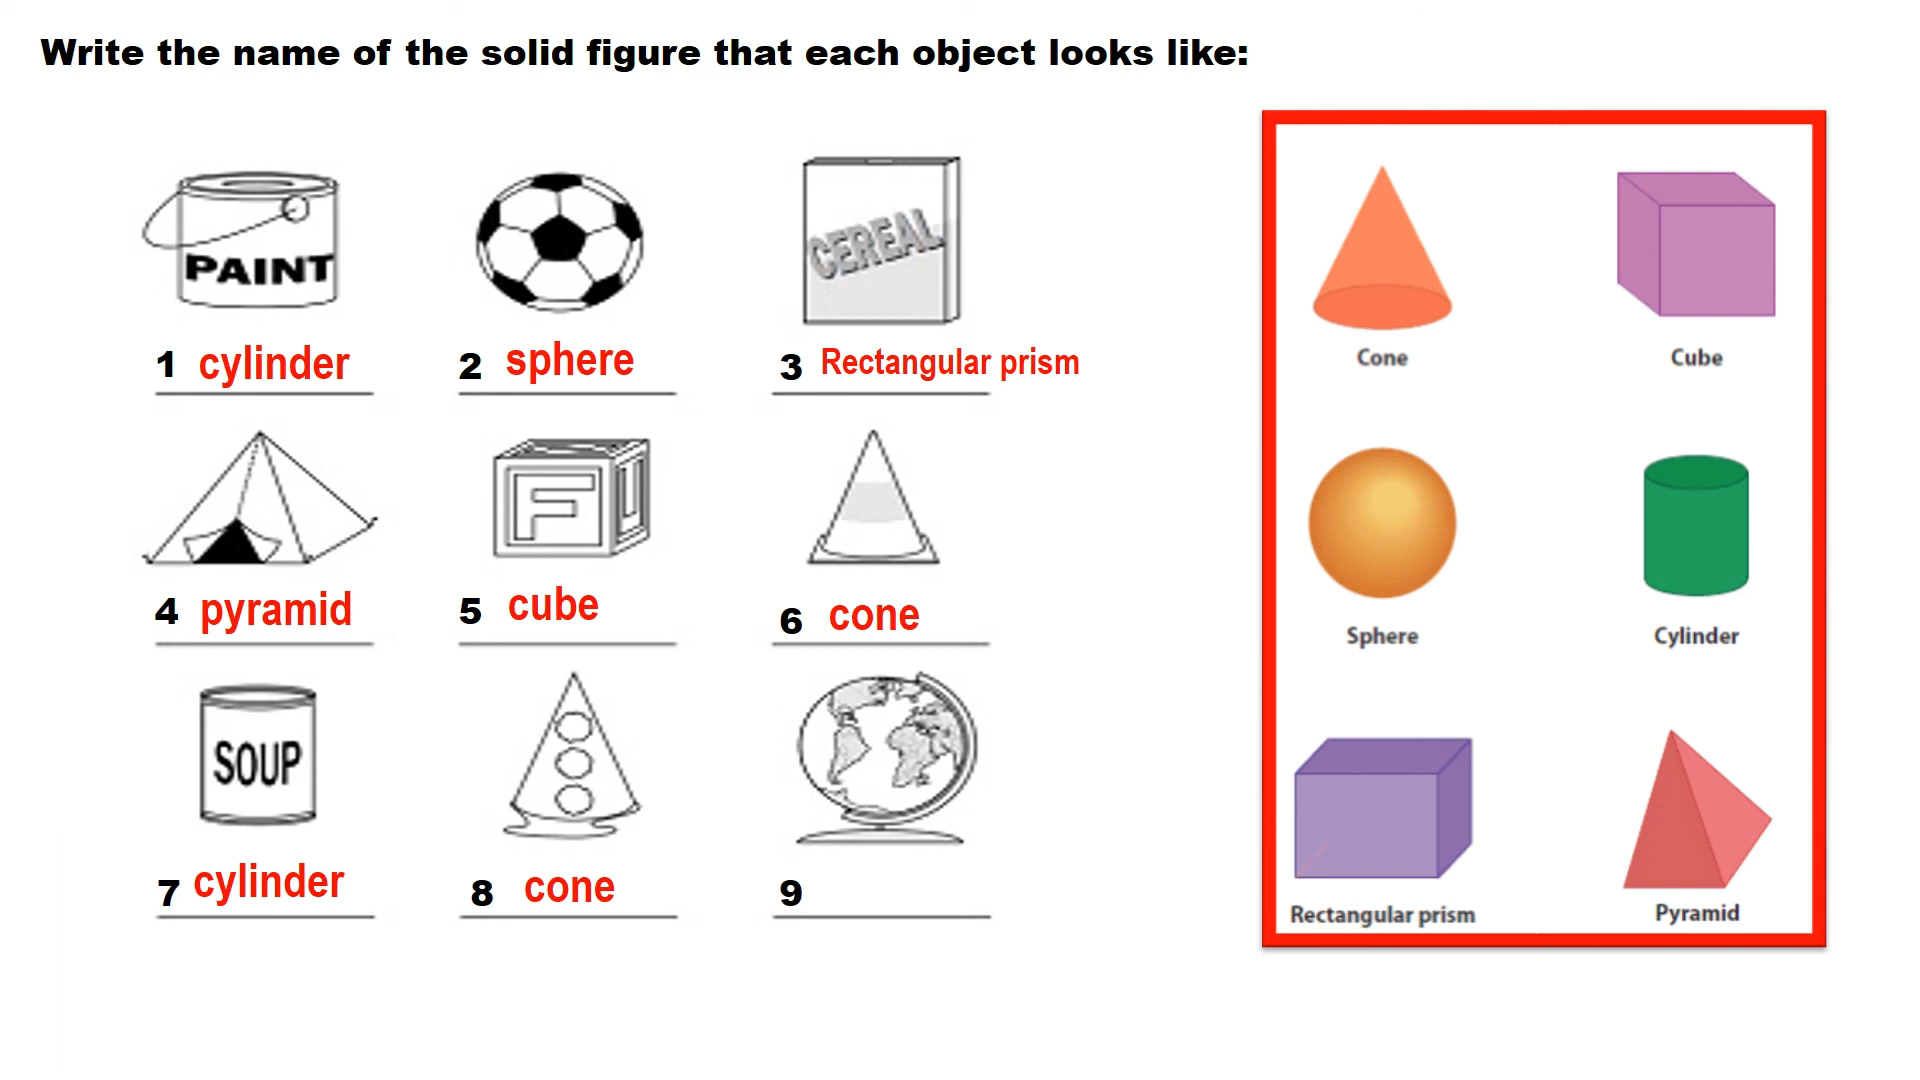 Write the name of the solid figure that each object looks like:
PAINT
CEREAL
1 cylinder
2 sphere
3 Rectangular prism
F
4 pyramid
5 cube
6 cone
SOUP
7 cylinder
8 cone
9
Cone
Cube
Sphere
Cylinder
Rectangular prism
Pyramid